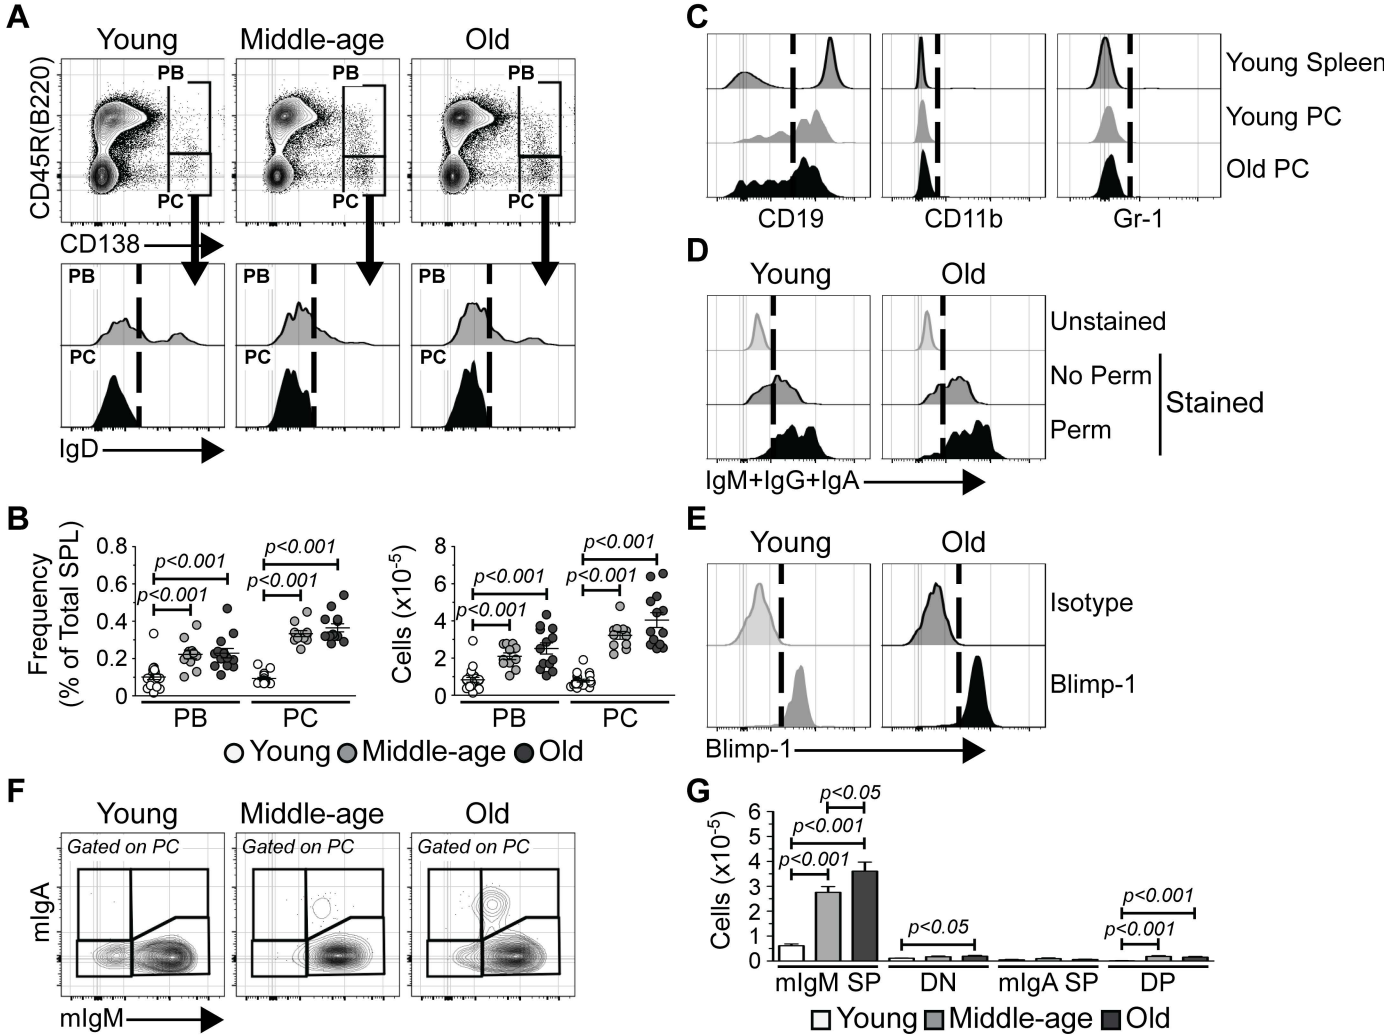 A
Young
Middle-age
Old
CD45R(B220)
PB
PB
PB
PC
PC
PC
CD138
PB
PB
PB
PC
PC
PC
IgD
B
Frequency
(% of Total SPL)
0.8
0.6
0.4
0.2
0
p<0.001
p<0.001
p<0.001
p<0.001
PB
PC
Cells (x10-5)
8
6
4
2
0
p<0.001
p<0.001
p<0.001
p<0.001
PB
PC
Young
Middle-age
Old
C
Young Spleen
Young PC
Old PC
CD19
CD11b
Gr-1
D
Young
Old
Unstained
No Perm
Perm
Stained
IgM+IgG+IgA
E
Young
Old
Isotype
Blimp-1
Blimp-1
F
Young
Middle-age
Old
Gated on PC
Gated on PC
Gated on PC
mIgA
mIgM
G
Cells (x10-5)
6
5
4
3
2
1
0
p<0.05
p<0.001
p<0.001
p<0.05
p<0.001
p<0.001
mIgM SP
DN
mIgA SP
DP
Young
Middle-age
Old